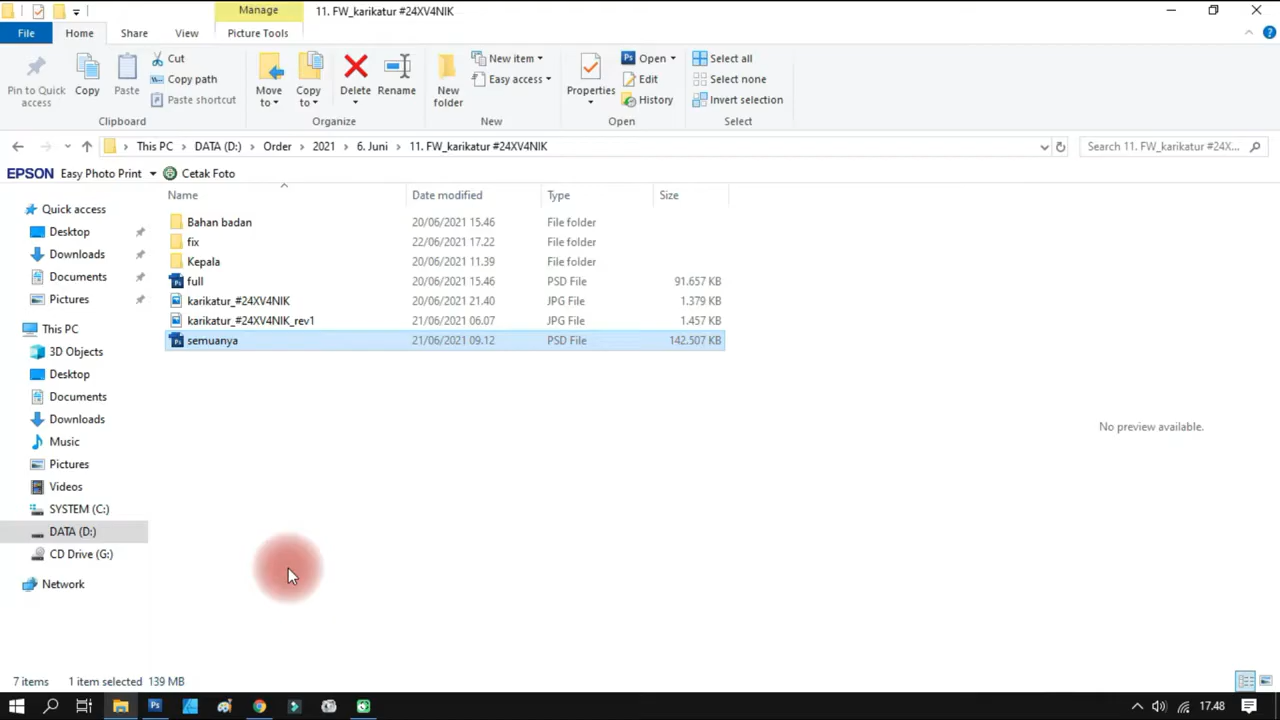 Manage
11. FW_karikatur #24XV4NIK
File
Home
Share
View
Picture Tools
Pin to Quick access
Copy
Paste
Cut
Copy path
Paste shortcut
Clipboard
Move to
Copy to
Delete
Rename
Organize
New folder
New item
Easy access
New
Properties
Open
Edit
History
Open
Select all
Select none
Invert selection
Select
This PC > DATA (D:) > Order > 2021 > 6. Juni > 11. FW_karikatur #24XV4NIK
Search 11. FW_karikatur #24X...
EPSON Easy Photo Print
Cetak Foto
Name Date modified Type Size
Bahan badan 20/06/2021 15.46 File folder
fix 22/06/2021 17.22 File folder
Kepala 20/06/2021 11.39 File folder
full 20/06/2021 15.46 PSD File 91.657 KB
karikatur_#24XV4NIK 20/06/2021 21.40 JPG File 1.379 KB
karikatur_#24XV4NIK_rev1 21/06/2021 06.07 JPG File 1.457 KB
semuanya 21/06/2021 09.12 PSD File 142.507 KB
Quick access
Desktop
Downloads
Documents
Pictures
This PC
3D Objects
Desktop
Documents
Downloads
Music
Pictures
Videos
SYSTEM (C:)
DATA (D:)
CD Drive (G:)
Network
No preview available.
7 items 1 item selected 139 MB
17.48